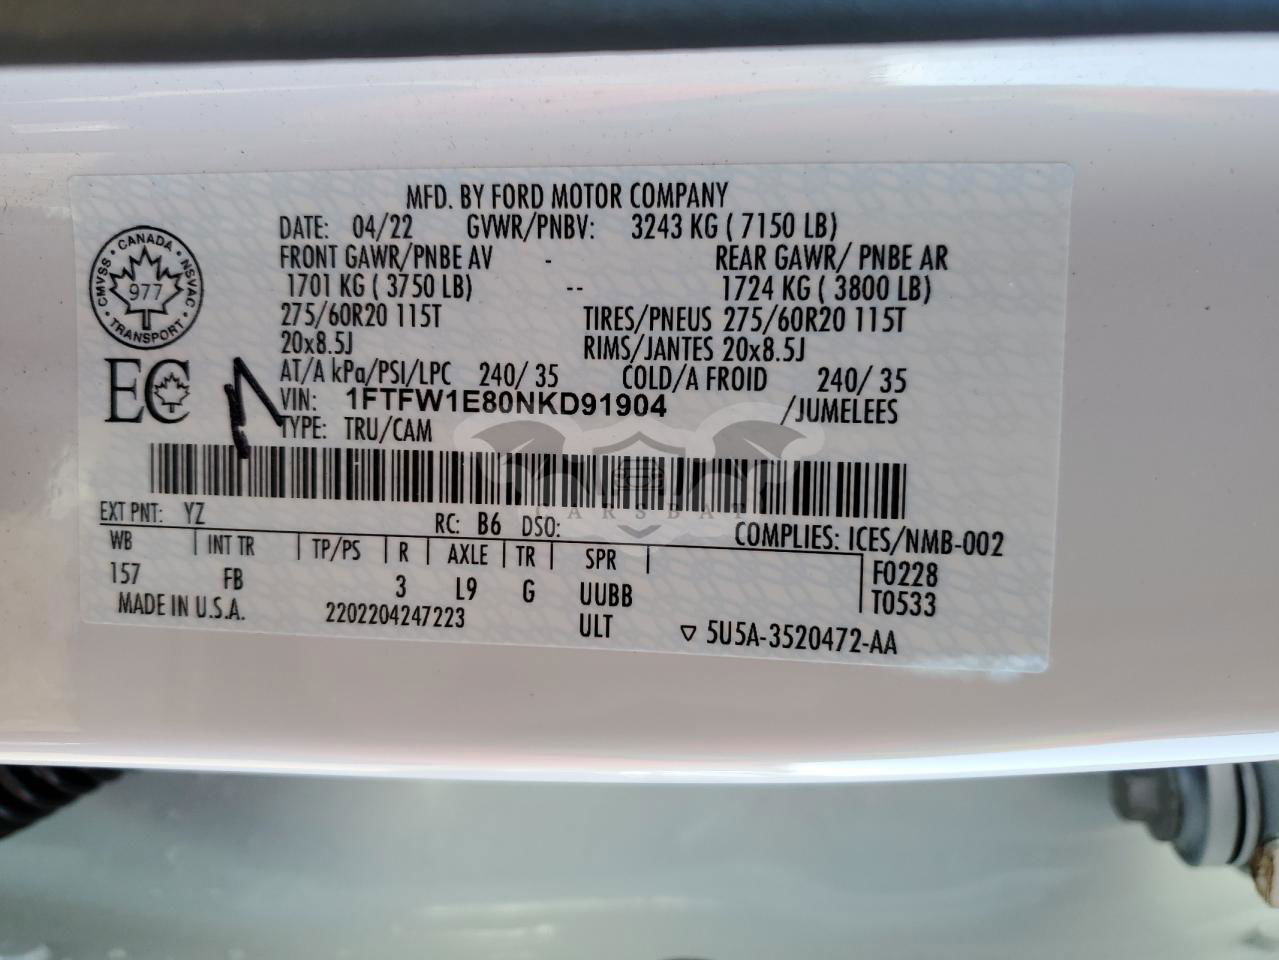 MFD. BY FORD MOTOR COMPANY
DATE: 04/22 GVWR/PNBV: 3243 KG ( 7150 LB)
FRONT GAWR/PNBE AV - REAR GAWR/ PNBE AR
1701 KG ( 3750 LB) -- 1724 KG ( 3800 LB)
275/60R20 115T TIRES/PNEUS 275/60R20 115T
20x8.5J RIMS/JANTES 20x8.5J
AT/A kPa/PSI/LPC 240/ 35 COLD/A FROID 240/ 35
VIN: 1FTFW1E80NKD91904 /JUMELEES
TYPE: TRU/CAM
CANADA
CMVSS NSVAC
977
TRANSPORT
EC
CARSBAT
EXT PNT: YZ RC: B6 DSO: COMPLIES: ICES/NMB-002
WB | INT TR | TP/PS | R | AXLE | TR | SPR | F0228
157 FB 3 L9 G UUBB T0533
MADE IN U.S.A. 2202204247223 ULT ▽ 5U5A-3520472-AA